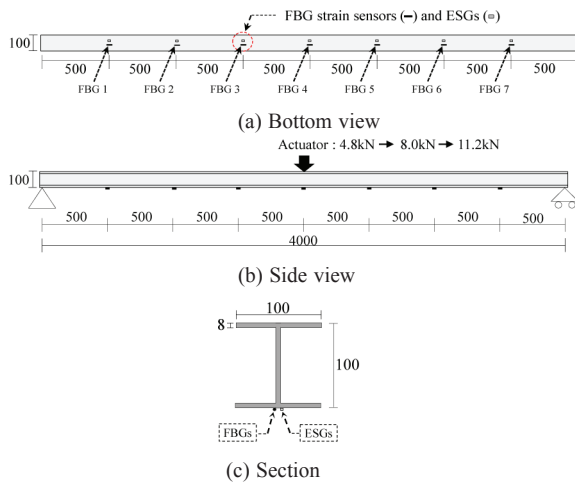 FBG strain sensors (━) and ESGs (▫)
100
500 500 500 500 500 500 500 500
FBG 1 FBG 2 FBG 3 FBG 4 FBG 5 FBG 6 FBG 7
(a) Bottom view
Actuator : 4.8kN → 8.0kN → 11.2kN
100
500 500 500 500 500 500 500 500
4000
(b) Side view
100
8
100
FBGs ESGs
(c) Section